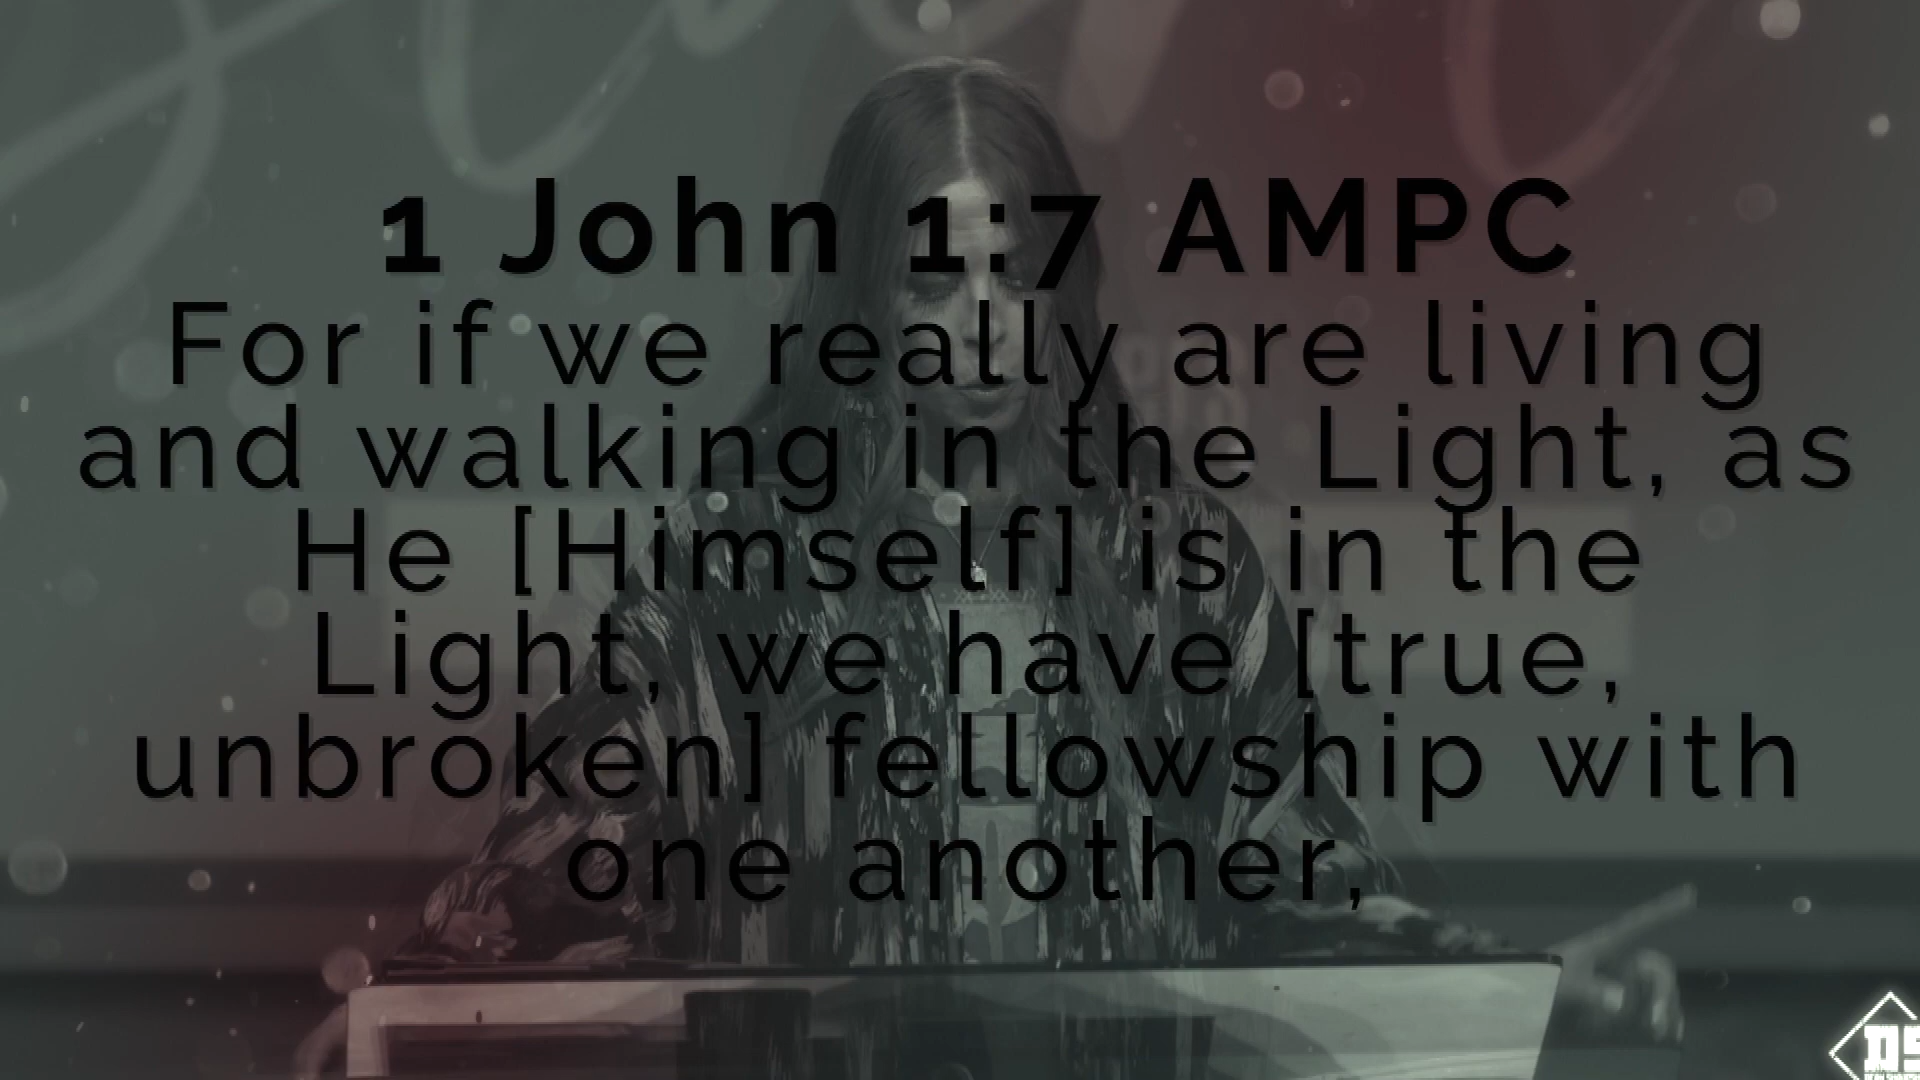 1 John 1:7 AMPC
For if we really are living
and walking in the Light, as
He [Himself] is in the
Light, we have [true,
unbroken] fellowship with
one another,
DS